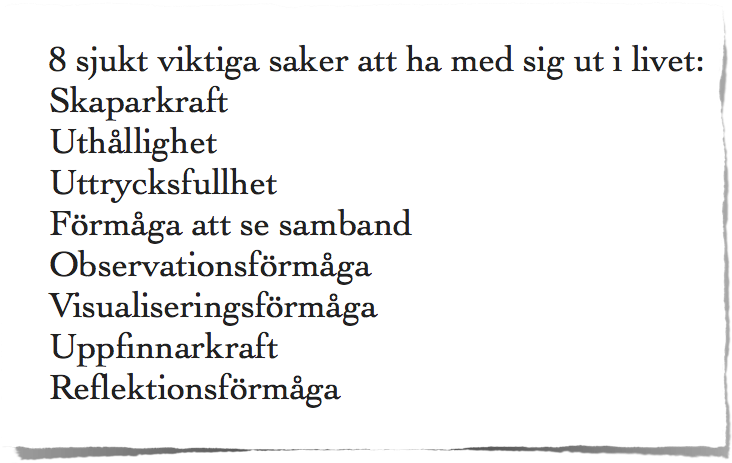 8 sjukt viktiga saker att ha med sig ut i livet:
Skaparkraft
Uthållighet
Uttrycksfullhet
Förmåga att se samband
Observationsförmåga
Visualiseringsförmåga
Uppfinnarkraft
Reflektionsförmåga